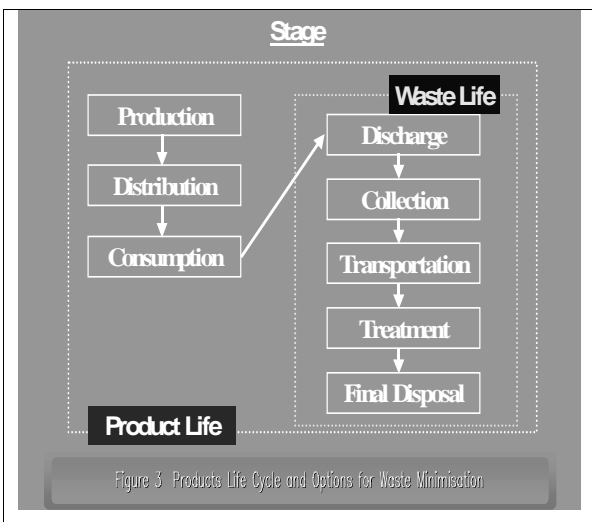 Stage
Waste Life
Production
Distribution
Consumption
Discharge
Collection
Transportation
Treatment
Final Disposal
Product Life
Figure 3 Products Life Cycle and Options for Waste Minimisation